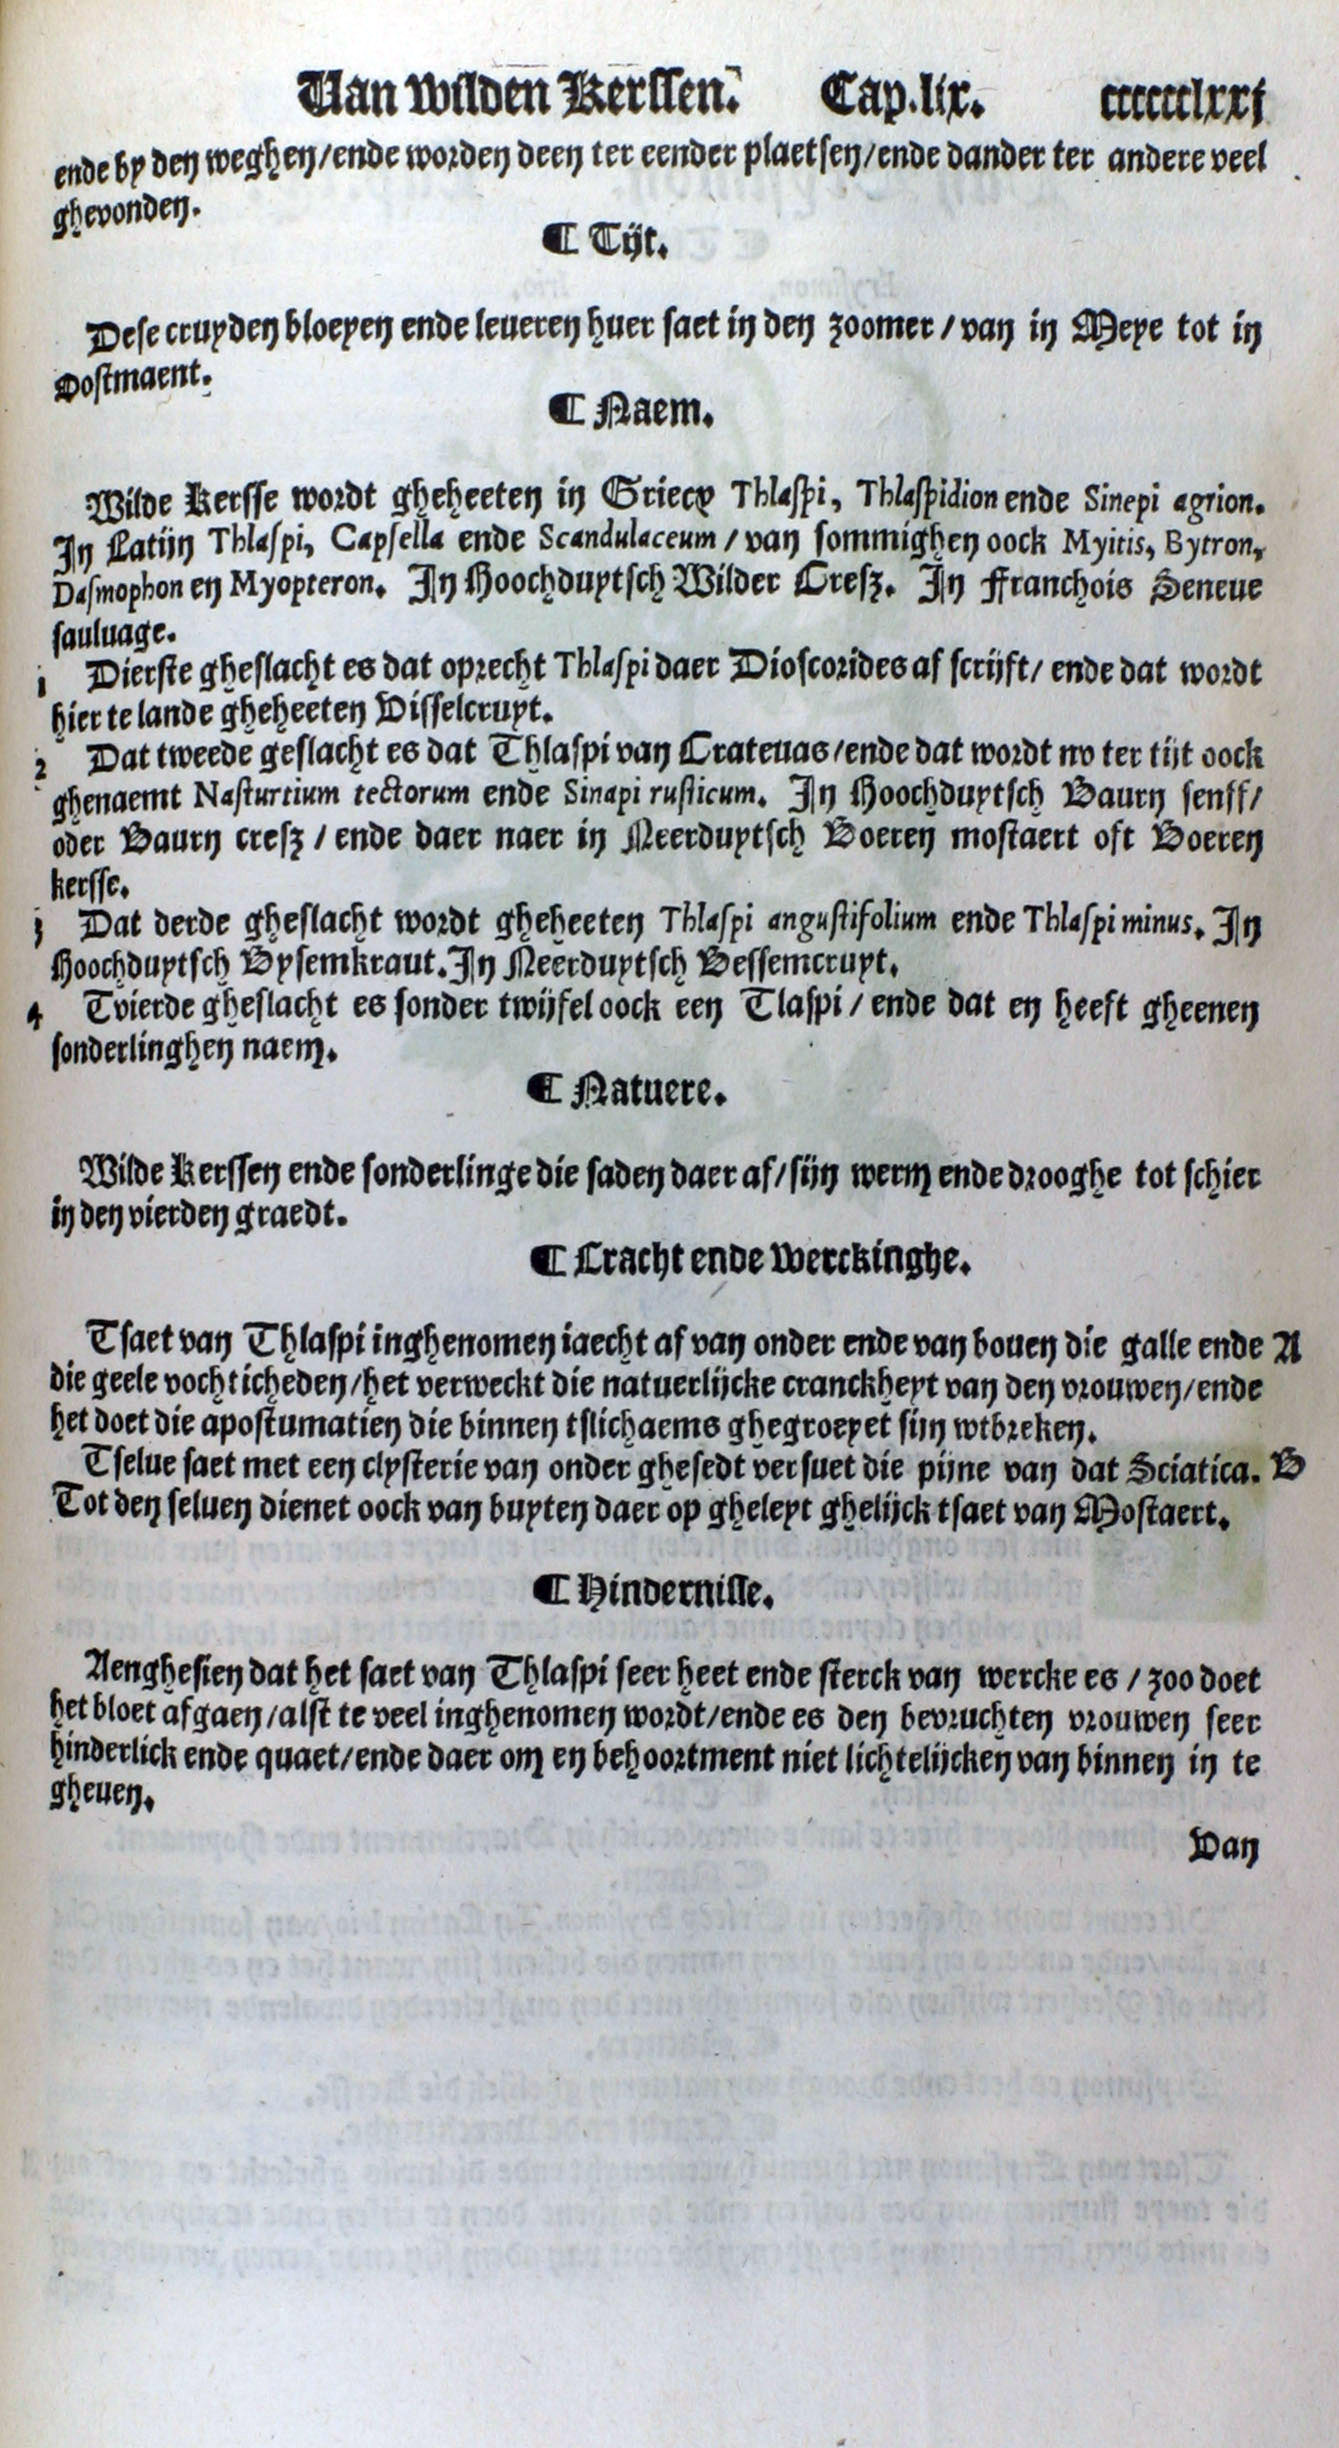 Van wilden Kerssen. Cap.lix. ccccccclxxj
ende by den weghen/ende worden deen ter eender plaetsen/ende dander ter andere veel
ghevonden.
¶ Tijt.
Dese cruyden bloeyen ende leueren huer saet in den zoomer / van in Meye tot in
Oostmaent.
¶ Naem.
Wilde Kersse wordt gheheeten in Griecx Thlaspi, Thlaspidion ende Sinepi agrion.
In Latijn Thlaspi, Capsella ende Scandulaceum / van sommighen oock Myitis, Bytron,
Dasmophon en Myopteron. In Hoochduytsch Wilder Cresz. In Franchois Seneue
sauluage.
1 Dierste gheslacht es dat oprecht Thlaspi daer Dioscorides af scrijft/ ende dat wordt
hier te lande gheheeten Visselcruyt.
2 Dat tweede geslacht es dat Thlaspi van Crateuas/ende dat wordt nv ter tijt oock
ghenaemt Nasturtium tectorum ende Sinapi rusticum. In Hoochduytsch Baurn senff/
oder Baurn cresz / ende daer naer in Neerduytsch Boeren mostaert oft Boeren
kersse.
3 Dat derde gheslacht wordt gheheeten Thlaspi angustifolium ende Thlaspi minus. In
Hoochduytsch Bysemkraut. In Neerduytsch Bessemcruyt.
4 Tvierde gheslacht es sonder twijfel oock een Tlaspi / ende dat en heeft gheenen
sonderlinghen naem.
¶ Natuere.
Wilde Kerssen ende sonderlinge die saden daer af/sijn werm ende drooghe tot schier
in den vierden graedt.
¶ Cracht ende Werckinghe.
Tsaet van Thlaspi inghenomen iaecht af van onder ende van bouen die galle ende A
die geele vochticheden/het verweckt die natuerlijcke cranckheyt van den vrouwen/ende
het doet die apostumatien die binnen tslichaems ghegroeyet sijn wtbreken.
Tselue saet met een clysterie van onder ghesedt versuet die pijne van dat Sciatica. B
Tot den seluen dienet oock van buyten daer op gheleyt ghelijck tsaet van Mostaert.
¶ Hindernisse.
Aenghesien dat het saet van Thlaspi seer heet ende sterck van wercke es / zoo doet
het bloet afgaen/alst te veel inghenomen wordt/ende es den bevruchten vrouwen seer
hinderlick ende quaet/ende daer om en behoortment niet lichtelijcken van binnen in te
gheuen.
Van